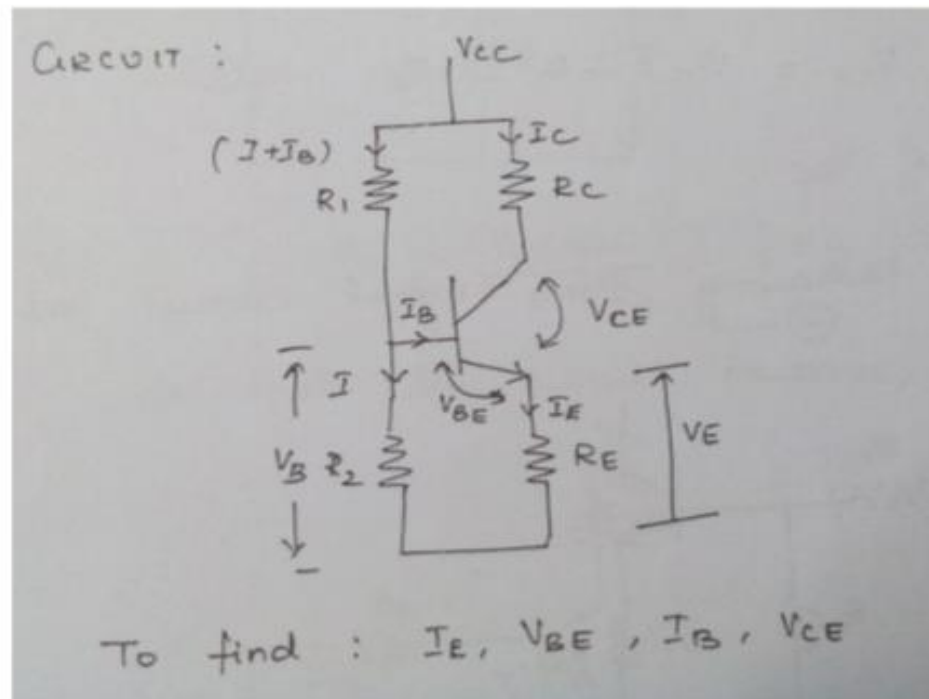 CIRCUIT :
VCC
(I+IB)
IC
R1
RC
IB
VCE
I
VBE
IE
VE
VB
R2
RE
To find : IE, VBE, IB, VCE